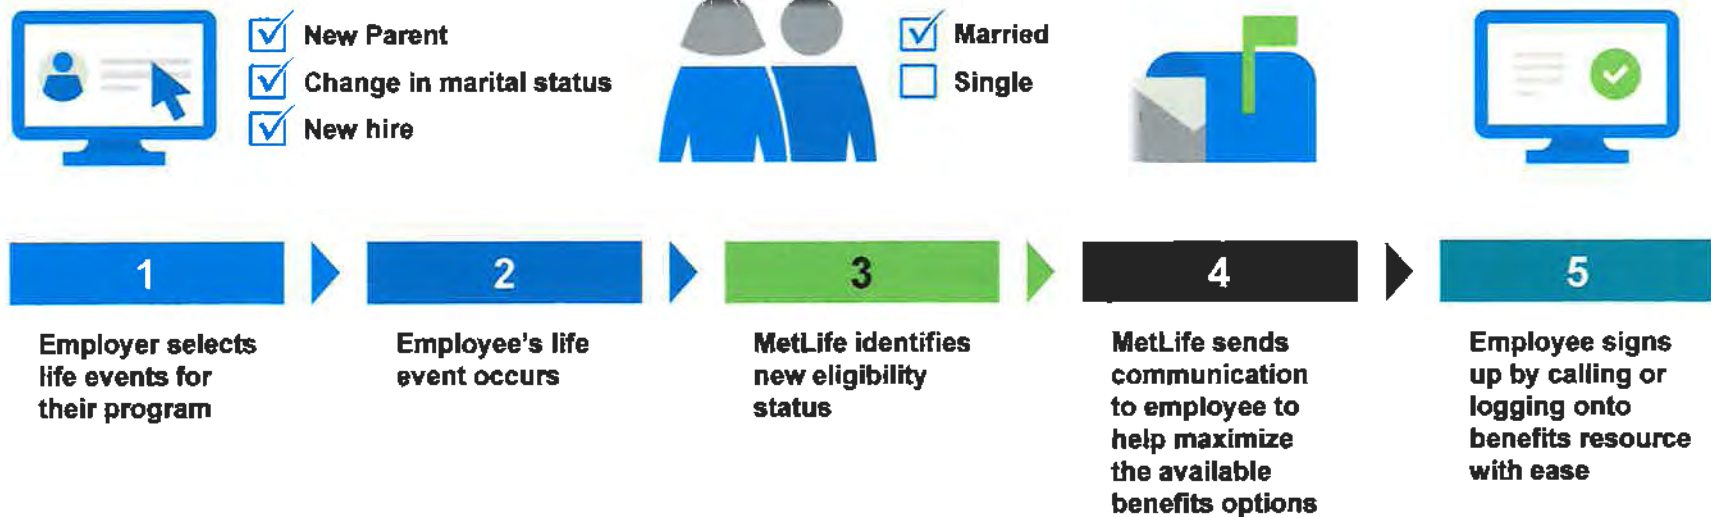 New Parent
Change in marital status
New hire
Married
Single
1
2
3
4
5
Employer selects
life events for
their program
Employee's life
event occurs
MetLife identifies
new eligibility
status
MetLife sends
communication
to employee to
help maximize
the available
benefits options
Employee signs
up by calling or
logging onto
benefits resource
with ease